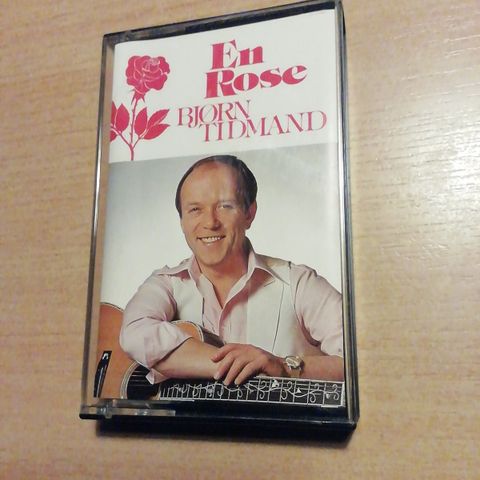 En
Rose
BJØRN
TIDMAND